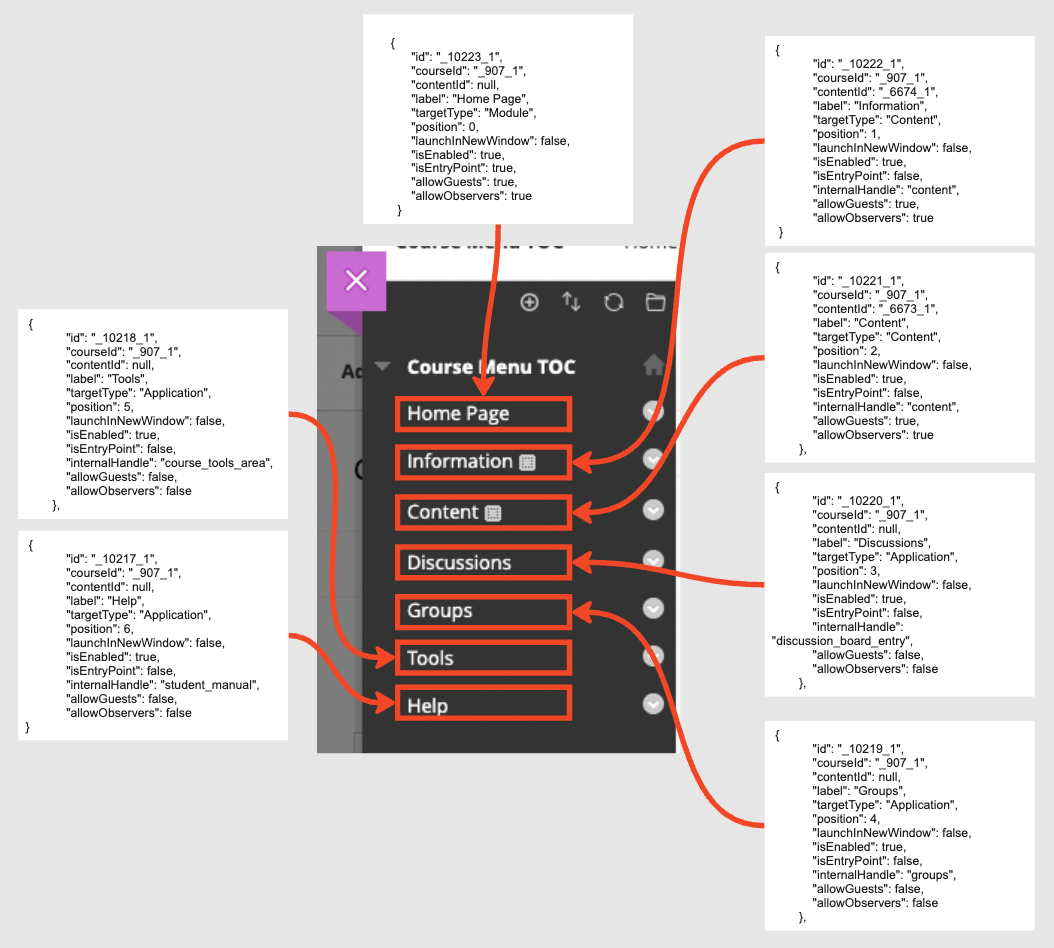 {
"id": "_10223_1",
"courseId": "_907_1",
"contentId": null,
"label": "Home Page",
"targetType": "Module",
"position": 0,
"launchInNewWindow": false,
"isEnabled": true,
"isEntryPoint": true,
"allowGuests": true,
"allowObservers": true
}
{
"id": "_10222_1",
"courseId": "_907_1",
"contentId": "_6674_1",
"label": "Information",
"targetType": "Content",
"position": 1,
"launchInNewWindow": false,
"isEnabled": true,
"isEntryPoint": false,
"internalHandle": "content",
"allowGuests": true,
"allowObservers": true
}
{
"id": "_10221_1",
"courseId": "_907_1",
"contentId": "_6673_1",
"label": "Content",
"targetType": "Content",
"position": 2,
"launchInNewWindow": false,
"isEnabled": true,
"isEntryPoint": false,
"internalHandle": "content",
"allowGuests": true,
"allowObservers": true
},
{
"id": "_10220_1",
"courseId": "_907_1",
"contentId": null,
"label": "Discussions",
"targetType": "Application",
"position": 3,
"launchInNewWindow": false,
"isEnabled": true,
"isEntryPoint": false,
"internalHandle":
"discussion_board_entry",
"allowGuests": false,
"allowObservers": false
},
{
"id": "_10219_1",
"courseId": "_907_1",
"contentId": null,
"label": "Groups",
"targetType": "Application",
"position": 4,
"launchInNewWindow": false,
"isEnabled": true,
"isEntryPoint": false,
"internalHandle": "groups",
"allowGuests": false,
"allowObservers": false
},
{
"id": "_10218_1",
"courseId": "_907_1",
"contentId": null,
"label": "Tools",
"targetType": "Application",
"position": 5,
"launchInNewWindow": false,
"isEnabled": true,
"isEntryPoint": false,
"internalHandle": "course_tools_area",
"allowGuests": false,
"allowObservers": false
},
{
"id": "_10217_1",
"courseId": "_907_1",
"contentId": null,
"label": "Help",
"targetType": "Application",
"position": 6,
"launchInNewWindow": false,
"isEnabled": true,
"isEntryPoint": false,
"internalHandle": "student_manual",
"allowGuests": false,
"allowObservers": false
}
Course Menu TOC Home
Course Menu TOC
Home Page
Information
Content
Discussions
Groups
Tools
Help